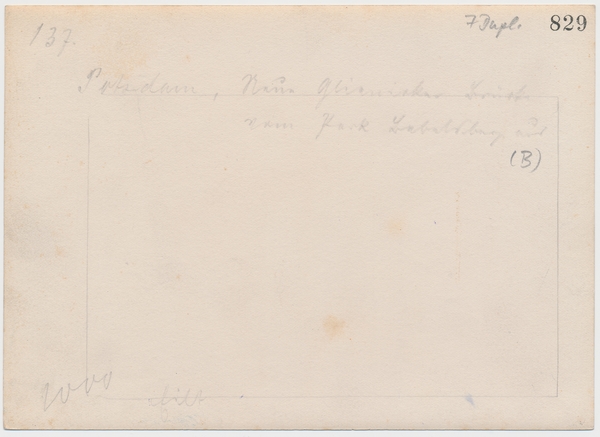 137.
7 Dupl.
829
Potsdam, Neue Glienicker Brücke
vom Park Babelsberg aus
(B)